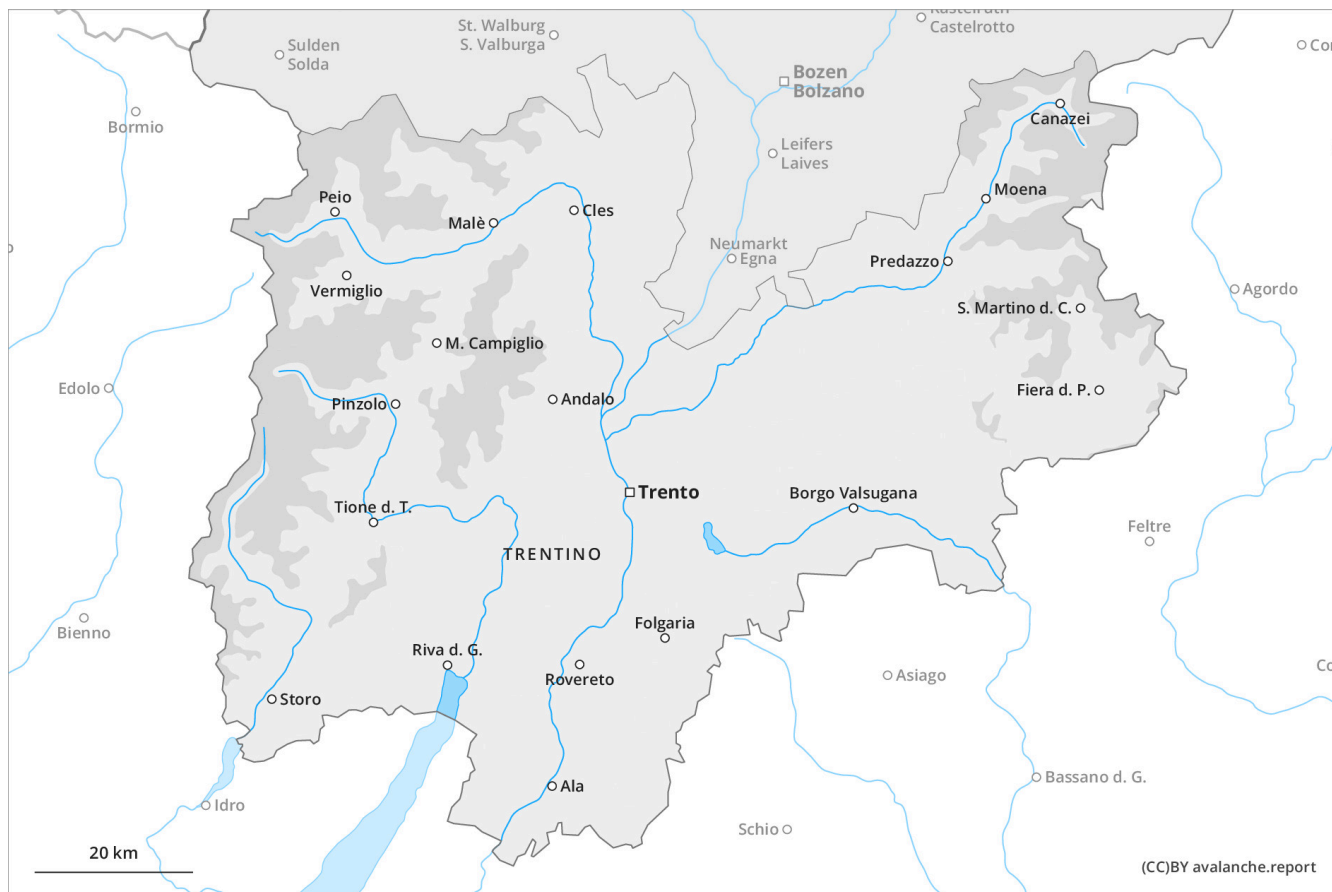 Kastelruth
Castelrotto
St. Walburg
S. Valburga
Sulden
Solda
Bozen
Bolzano
Bormio
Canazei
Leifers
Laives
Moena
Peio
Malè
Cles
Neumarkt
Egna
Predazzo
Vermiglio
Agordo
S. Martino d. C.
M. Campiglio
Edolo
Pinzolo
Andalo
Fiera d. P.
Trento
Borgo Valsugana
Tione d. T.
Feltre
TRENTINO
Bienno
Folgaria
Riva d. G.
Rovereto
Asiago
Storo
Bassano d. G.
Ala
Idro
Schio
20 km
(CC)BY avalanche.report